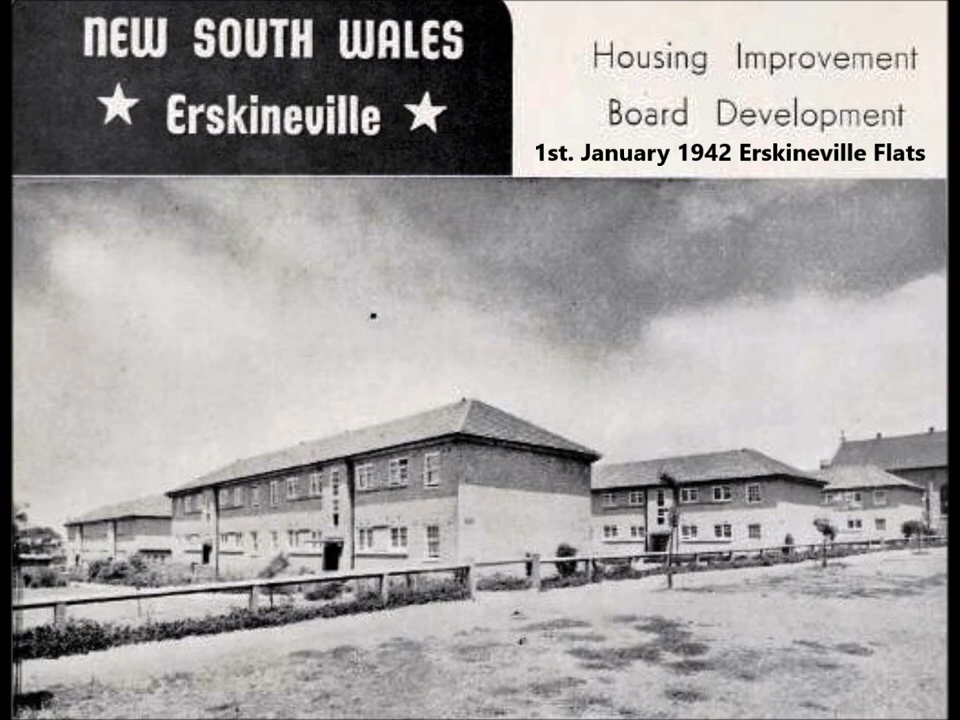 NEW SOUTH WALES
★ Erskineville ★
Housing Improvement
Board Development
1st. January 1942 Erskineville Flats